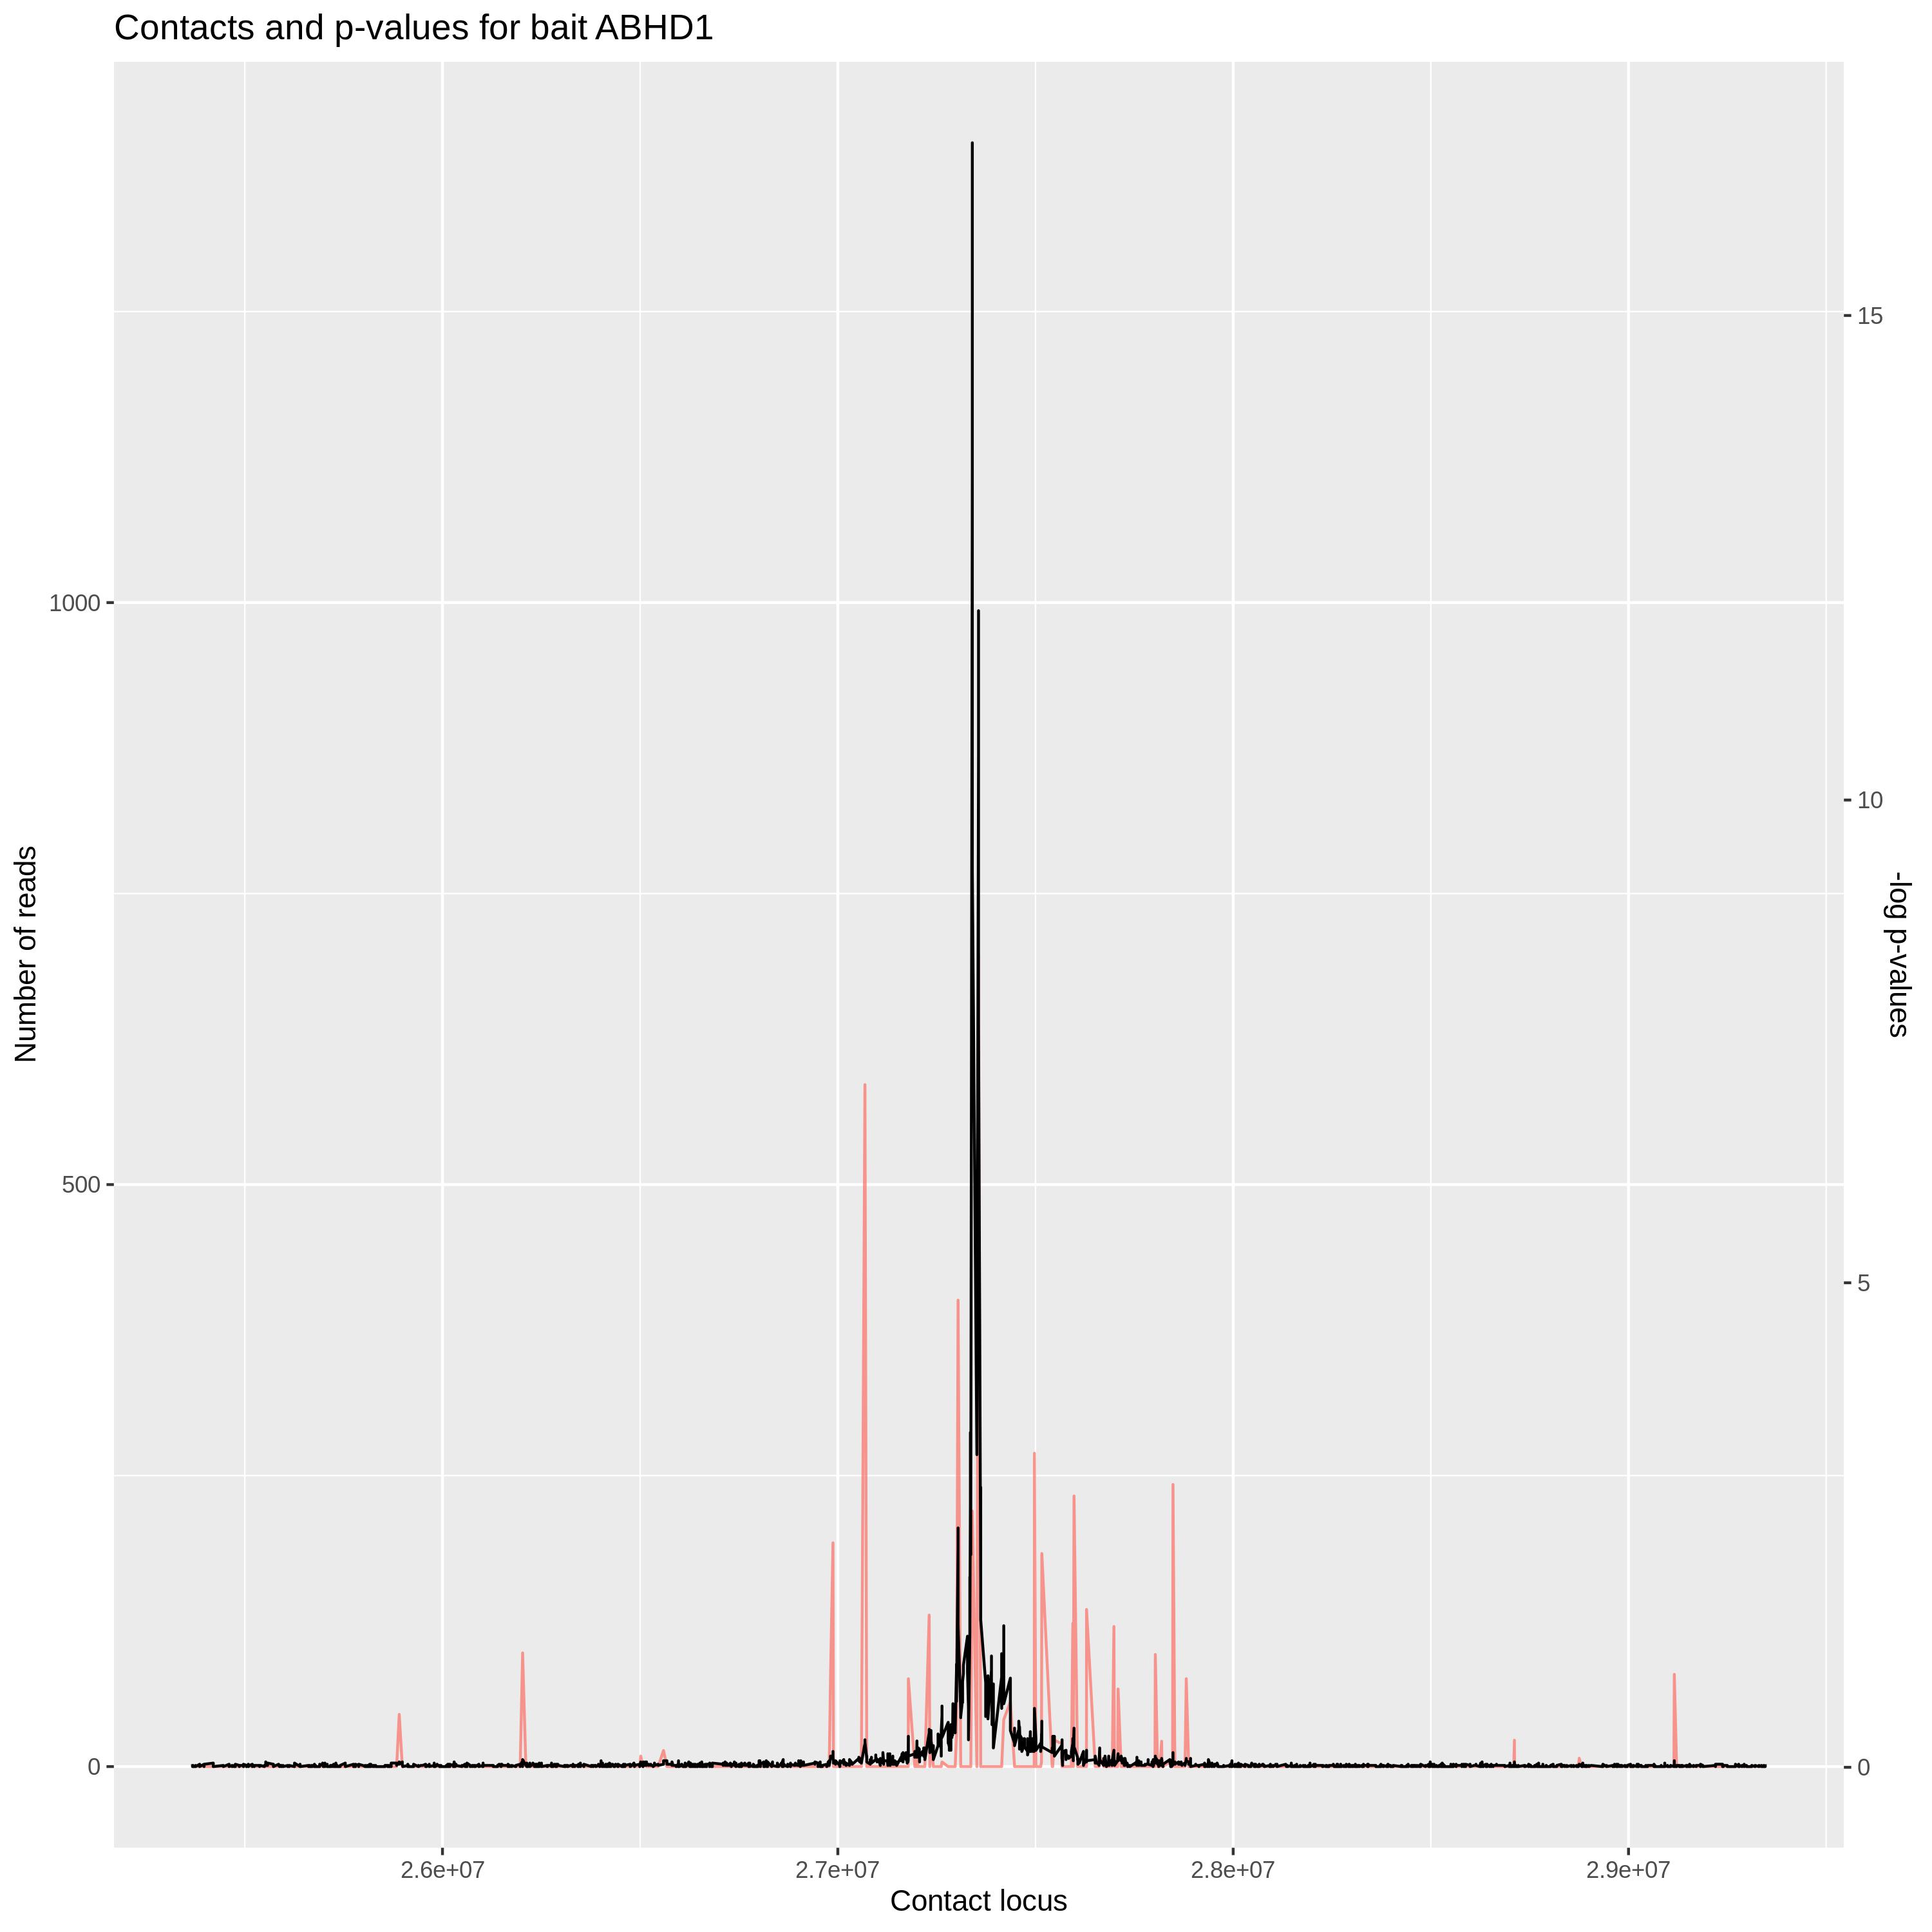 Contacts and p-values for bait ABHD1
Number of reads
1000
500
0
15
10
5
0
-log p-values
2.6e+07
2.7e+07
2.8e+07
2.9e+07
Contact locus